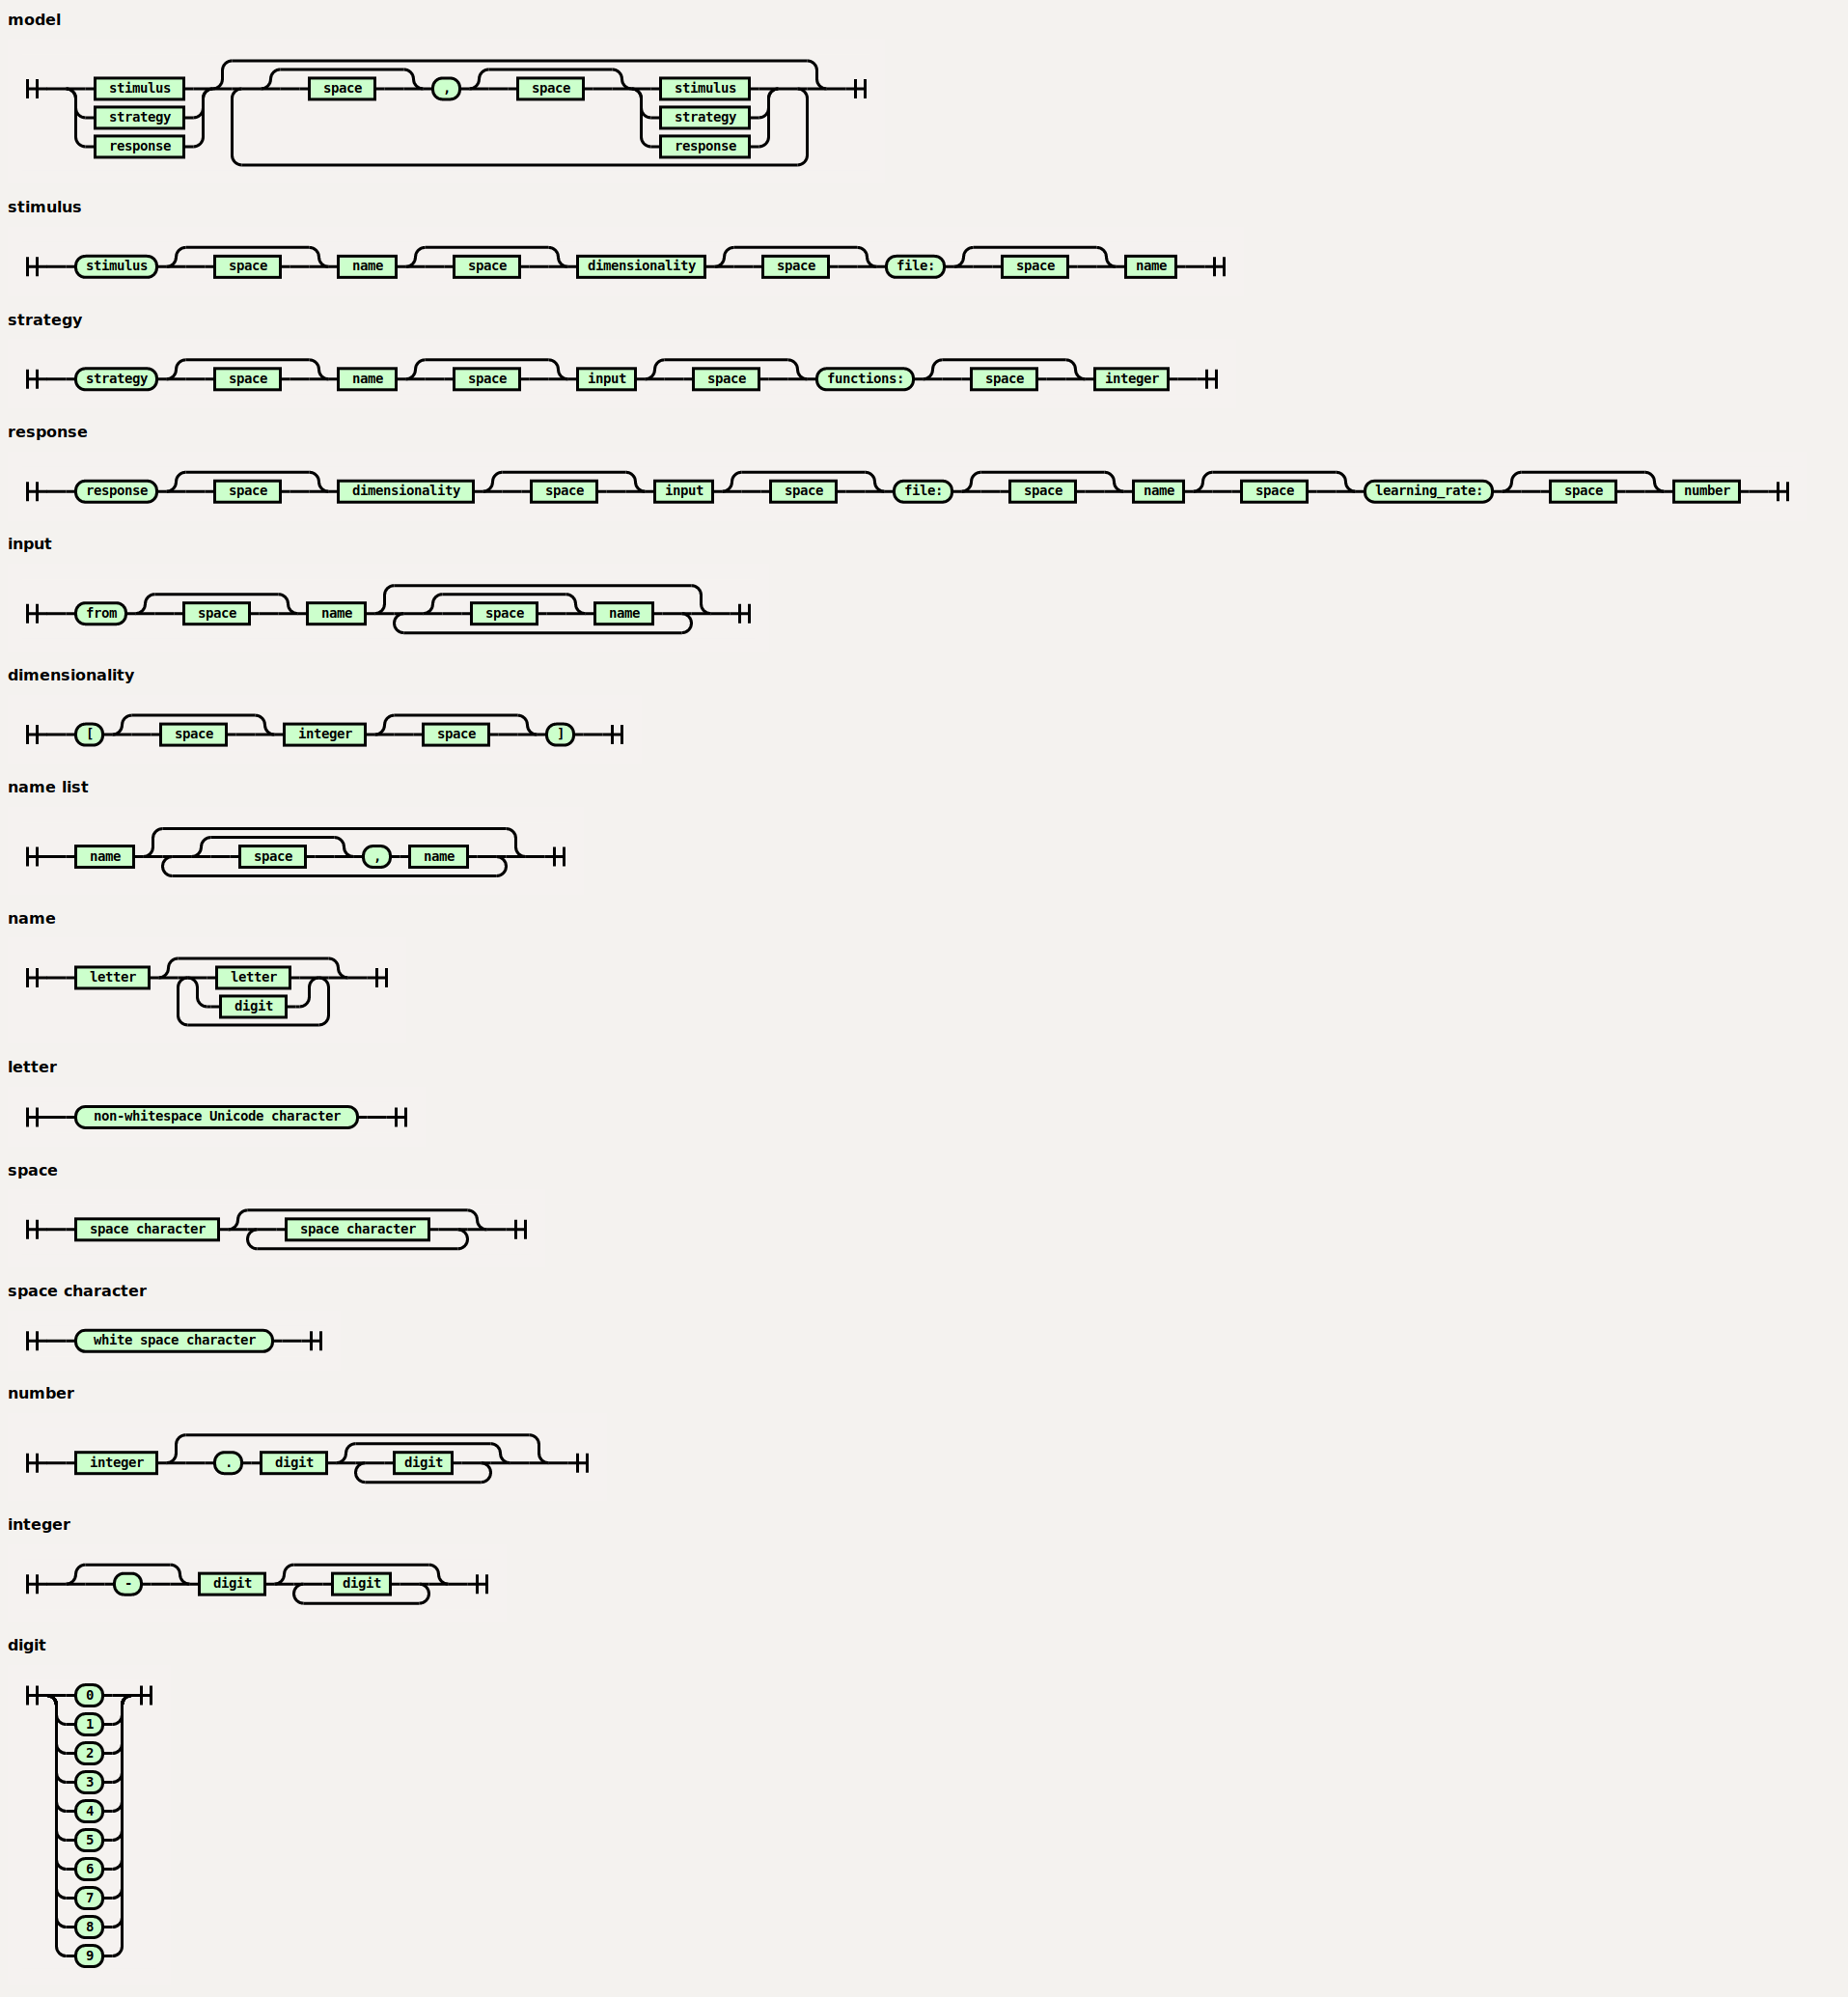 model
stimulus space , space stimulus
strategy strategy
response response
stimulus
stimulus space name space dimensionality space file: space name
strategy
strategy space name space input space functions: space integer
response
response space dimensionality space input space file: space name space learning_rate: space number
input
from space name space name
dimensionality
[ space integer space ]
name list
name space , name
name
letter letter
digit
letter
non-whitespace Unicode character
space
space character space character
space character
white space character
number
integer . digit digit
integer
- digit digit
digit
0
1
2
3
4
5
6
7
8
9